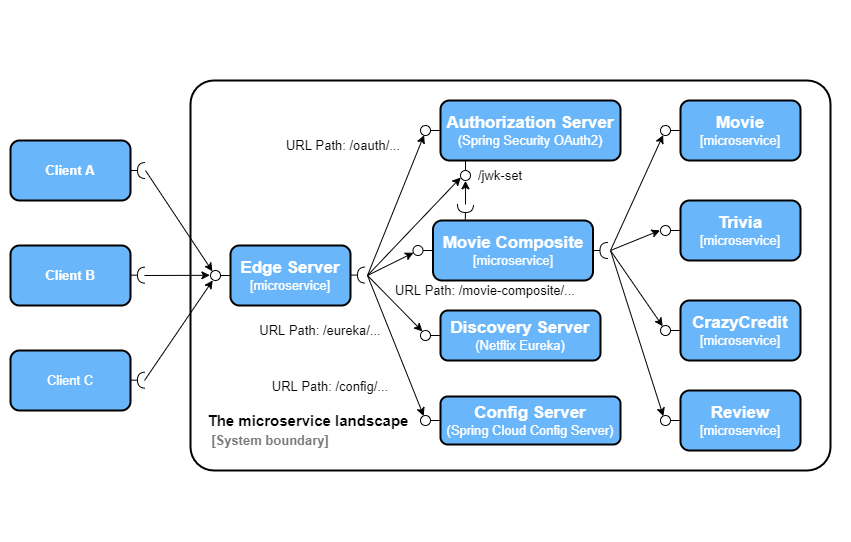 Client A
Client B
Client C
Edge Server
[microservice]
URL Path: /oauth/...
Authorization Server
(Spring Security OAuth2)
/jwk-set
Movie Composite
[microservice]
URL Path: /movie-composite/...
URL Path: /eureka/...
Discovery Server
(Netflix Eureka)
URL Path: /config/...
Config Server
(Spring Cloud Config Server)
Movie
[microservice]
Trivia
[microservice]
CrazyCredit
[microservice]
Review
[microservice]
The microservice landscape
[System boundary]